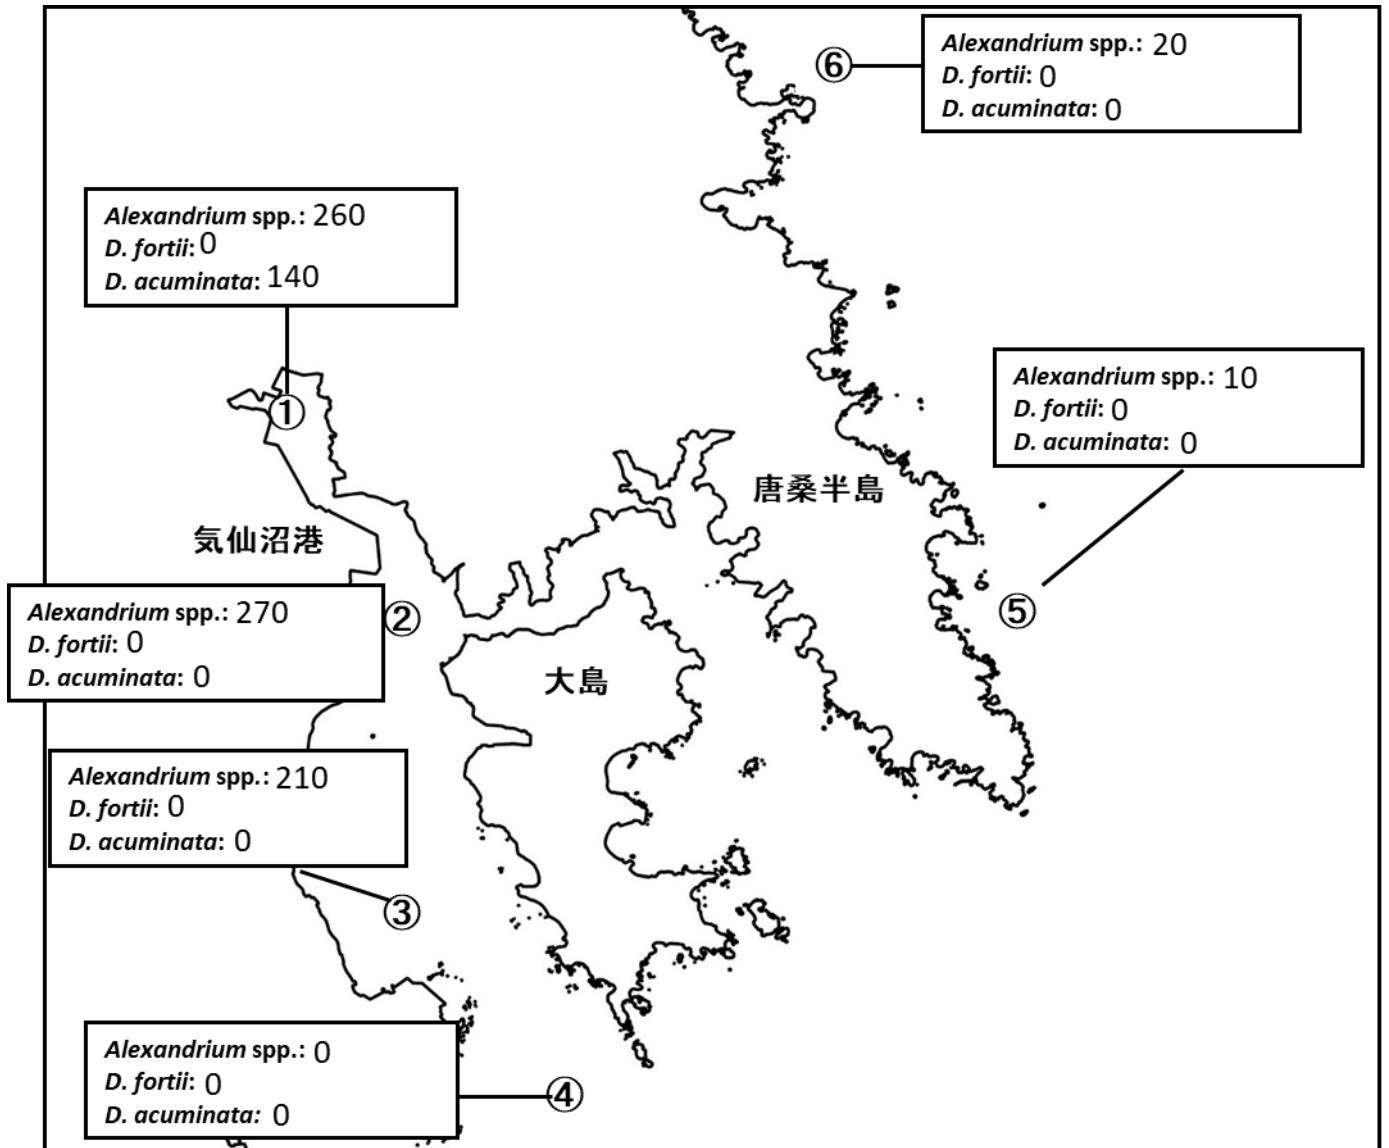 ⑥
Alexandrium spp.: 20
D. fortii: 0
D. acuminata: 0
Alexandrium spp.: 260
D. fortii: 0
D. acuminata: 140
①
Alexandrium spp.: 10
D. fortii: 0
D. acuminata: 0
唐桑半島
気仙沼港
Alexandrium spp.: 270
D. fortii: 0
D. acuminata: 0
②
⑤
大島
Alexandrium spp.: 210
D. fortii: 0
D. acuminata: 0
③
Alexandrium spp.: 0
D. fortii: 0
D. acuminata: 0
④